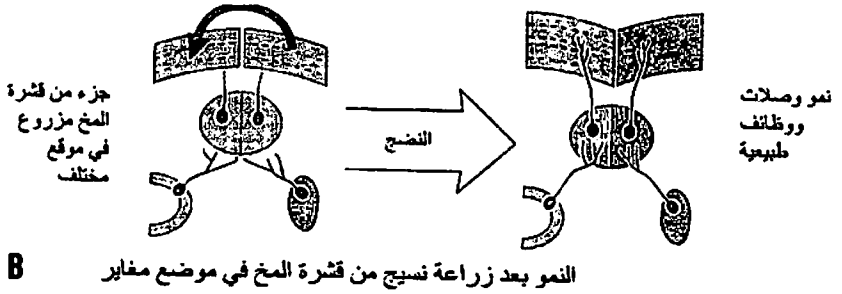 جزء من قشرة
المخ مزروع
في موقع
مختلف
النضج
نمو وصلات
ووظائف
طبيعية
B
النمو بعد زراعة نسيج من قشرة المخ في موضع مغاير